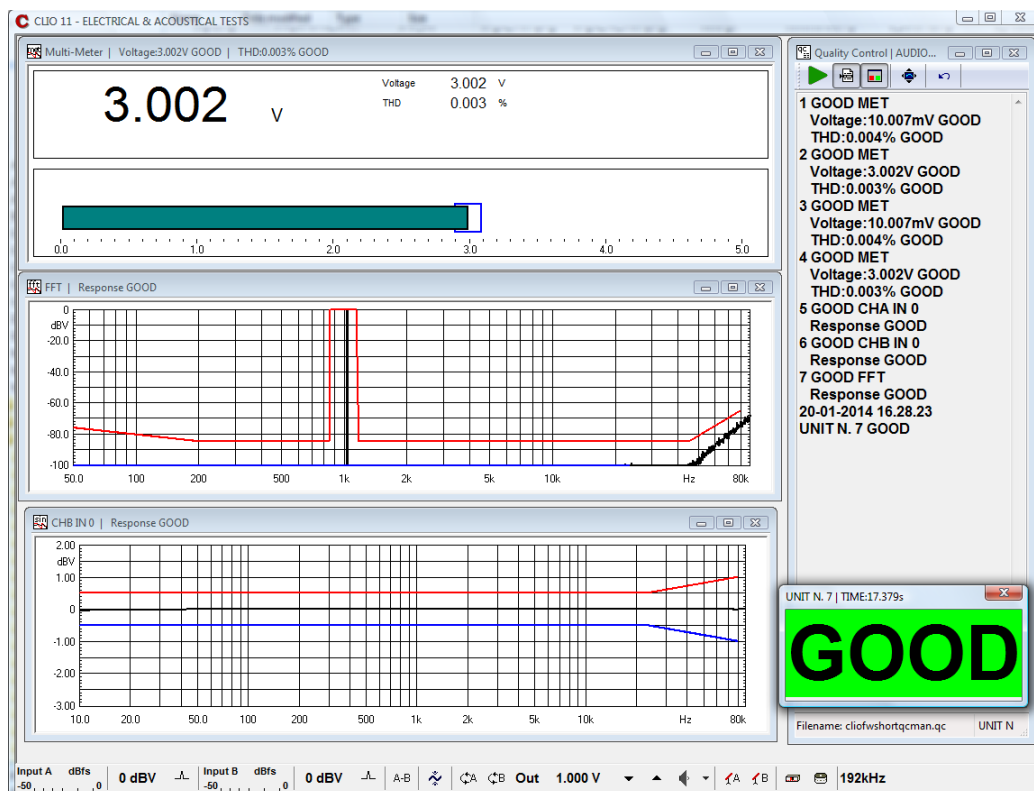 CLIO 11 - ELECTRICAL & ACOUSTICAL TESTS
Multi-Meter | Voltage:3.002V GOOD | THD:0.003% GOOD
3.002 V
Voltage 3.002 V
THD 0.003 %
0.0 1.0 2.0 3.0 4.0 5.0
FFT | Response GOOD
0
dBV
-20.0
-40.0
-60.0
-80.0
-100
50.0 100 200 500 1k 2k 5k 10k Hz 80k
CHB IN 0 | Response GOOD
2.00
dBV
1.00
0
-1.00
-2.00
-3.00
10.0 20.0 50.0 100 200 500 1k 2k 5k 10k Hz 80k
Quality Control | AUDIO...
1 GOOD MET
Voltage:10.007mV GOOD
THD:0.004% GOOD
2 GOOD MET
Voltage:3.002V GOOD
THD:0.003% GOOD
3 GOOD MET
Voltage:10.007mV GOOD
THD:0.004% GOOD
4 GOOD MET
Voltage:3.002V GOOD
THD:0.003% GOOD
5 GOOD CHA IN 0
Response GOOD
6 GOOD CHB IN 0
Response GOOD
7 GOOD FFT
Response GOOD
20-01-2014 16.28.23
UNIT N. 7 GOOD
UNIT N. 7 | TIME:17.379s
GOOD
Filename: cliofwshortqcman.qc UNIT N
Input A dBfs
-50 0
0 dBV
Input B dBfs
-50 0
0 dBV
A-B
A B Out 1.000 V
A B
192kHz